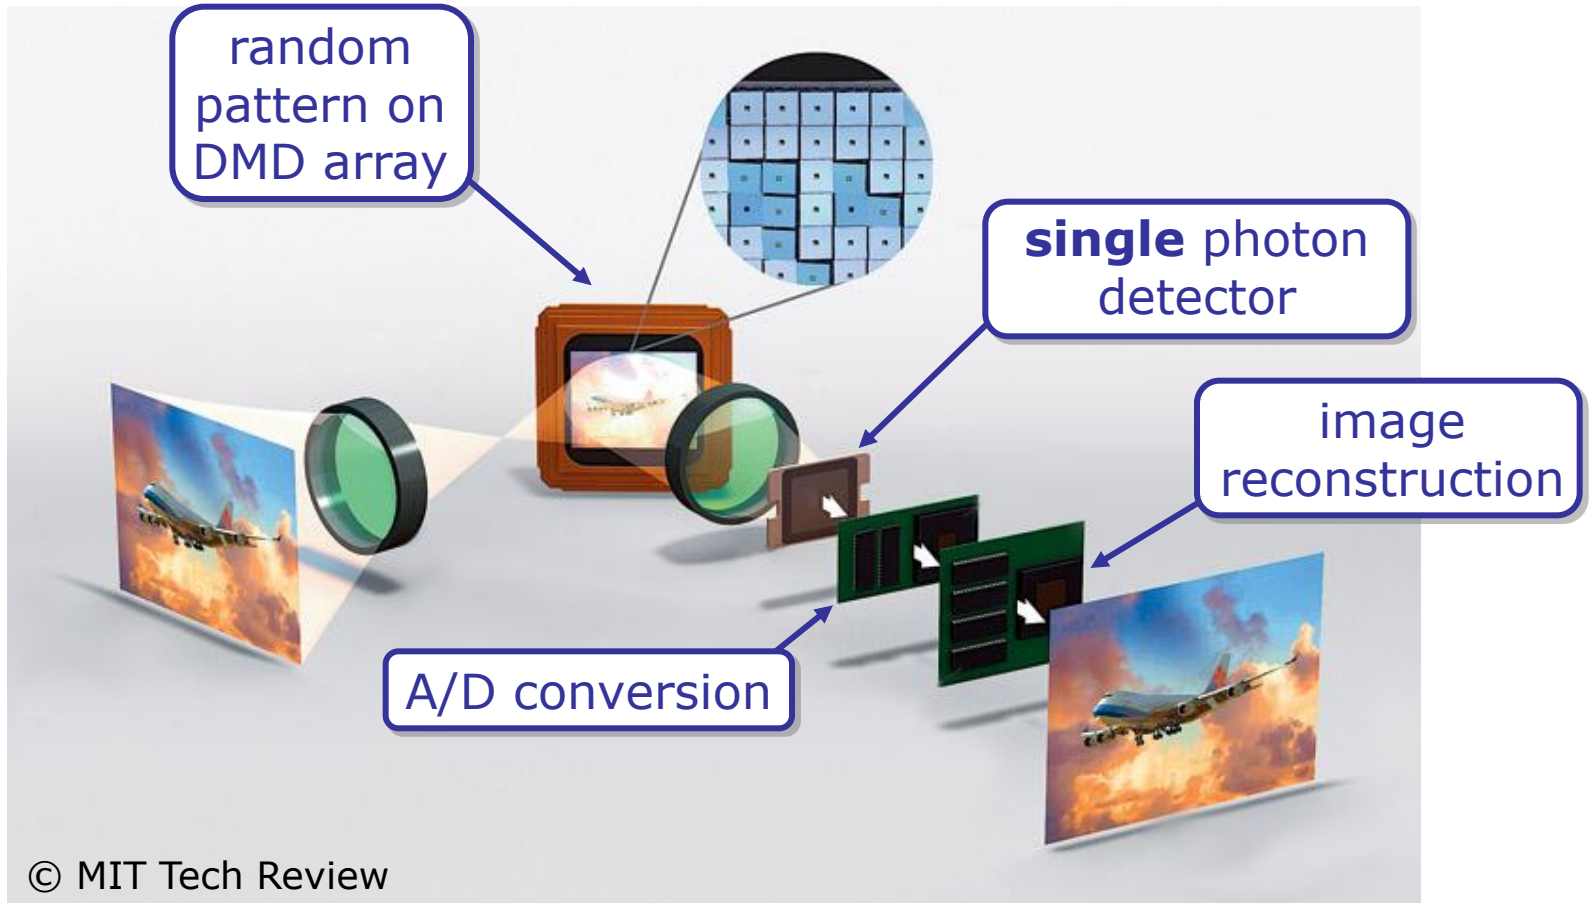 random
pattern on
DMD array
single photon
detector
image
reconstruction
A/D conversion
© MIT Tech Review